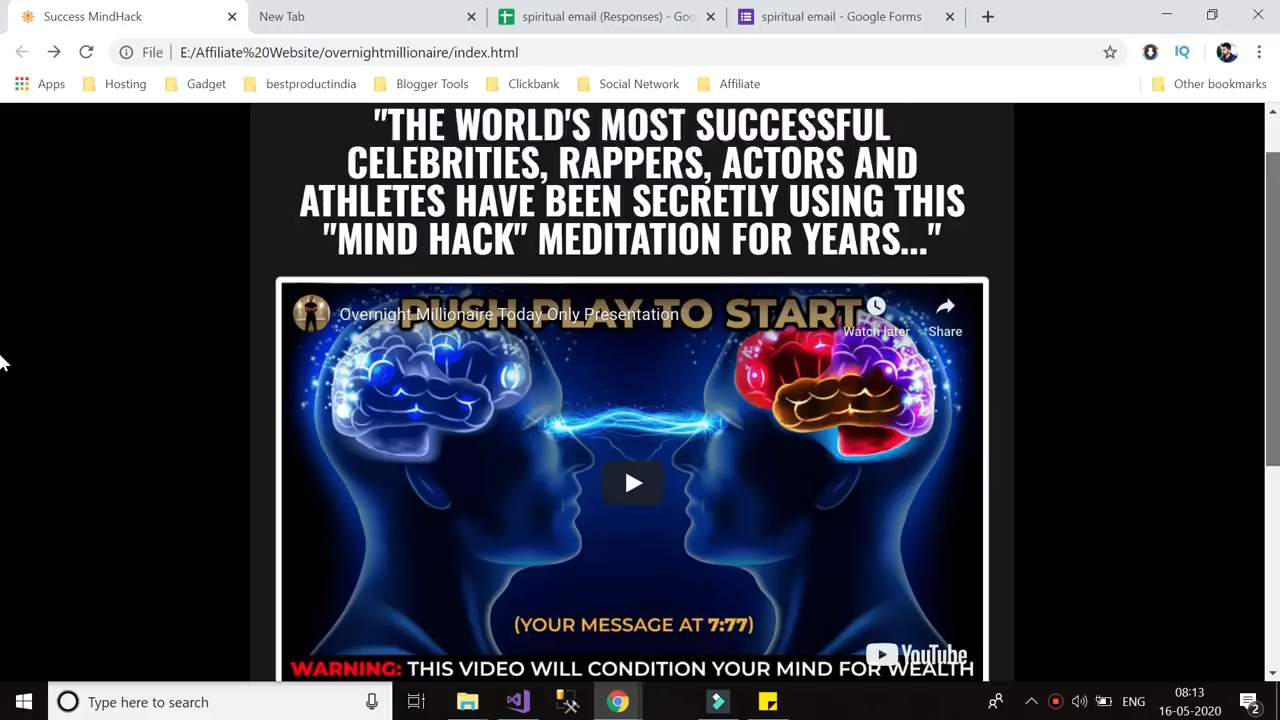 Success MindHack
New Tab
spiritual email (Responses) - Goo
spiritual email - Google Forms
File
E:/Affiliate%20Website/overnightmillionaire/index.html
IQ
Apps
Hosting
Gadget
bestproductindia
Blogger Tools
Clickbank
Social Network
Affiliate
Other bookmarks
"THE WORLD'S MOST SUCCESSFUL
CELEBRITIES, RAPPERS, ACTORS AND
ATHLETES HAVE BEEN SECRETLY USING THIS
"MIND HACK" MEDITATION FOR YEARS..."
PUSH PLAY TO START
Overnight Millionaire Today Only Presentation
Watch later
Share
(YOUR MESSAGE AT 7:77)
YouTube
WARNING: THIS VIDEO WILL CONDITION YOUR MIND FOR WEALTH
Type here to search
ENG
08:13
16-05-2020
2